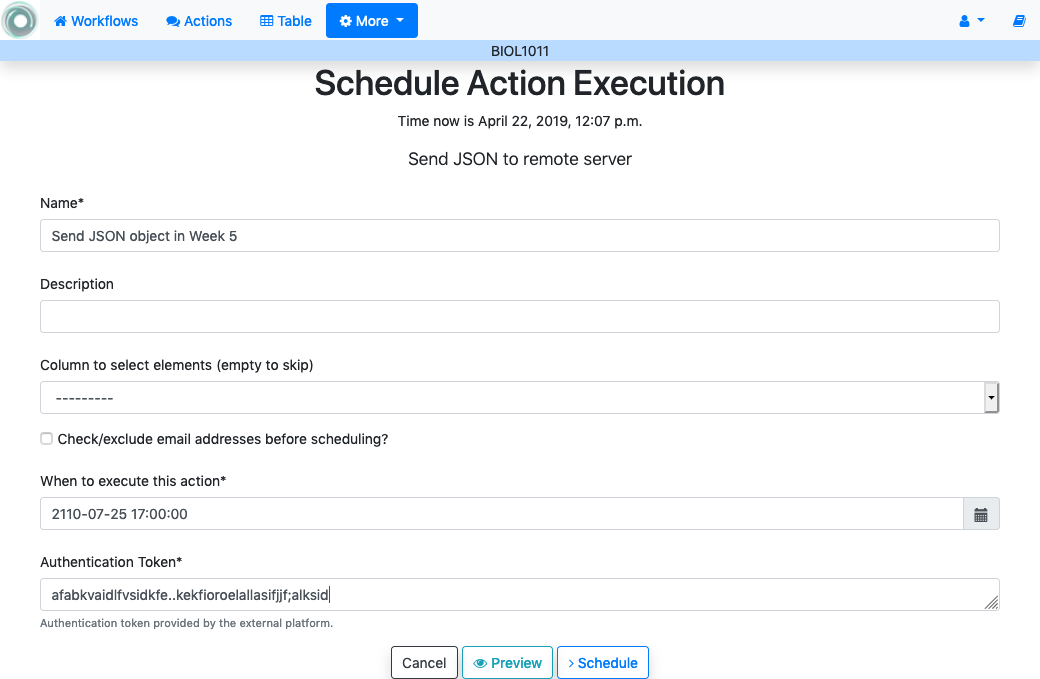 Workflows Actions Table More
BIOL1011
Schedule Action Execution
Time now is April 22, 2019, 12:07 p.m.
Send JSON to remote server
Name*
Send JSON object in Week 5
Description
Column to select elements (empty to skip)
---------
Check/exclude email addresses before scheduling?
When to execute this action*
2110-07-25 17:00:00
Authentication Token*
afabkvaidlfvsidkfe..kekfioroelallasifjjf;alksid
Authentication token provided by the external platform.
Cancel Preview Schedule